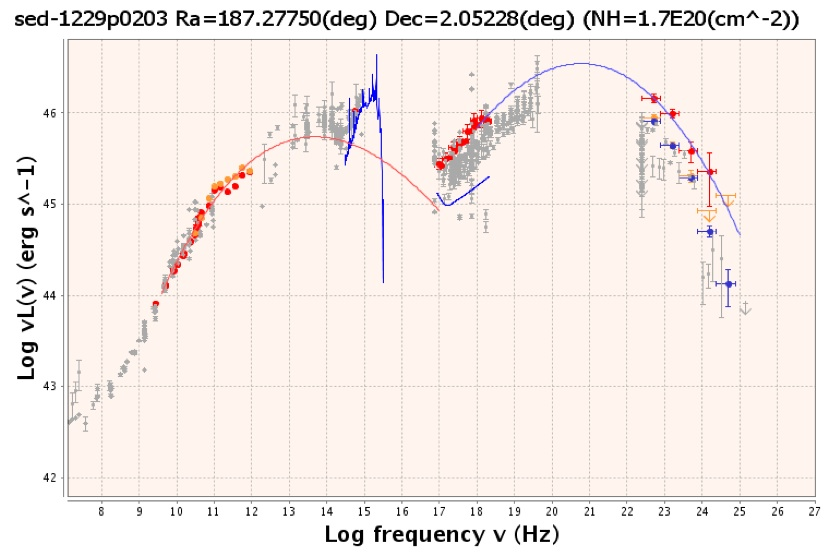 sed-1229p0203 Ra=187.27750(deg) Dec=2.05228(deg) (NH=1.7E20(cm^-2))
Log νL(ν) (erg s^−1)
46
45
44
43
42
8 9 10 11 12 13 14 15 16 17 18 19 20 21 22 23 24 25 26 27
Log frequency ν (Hz)